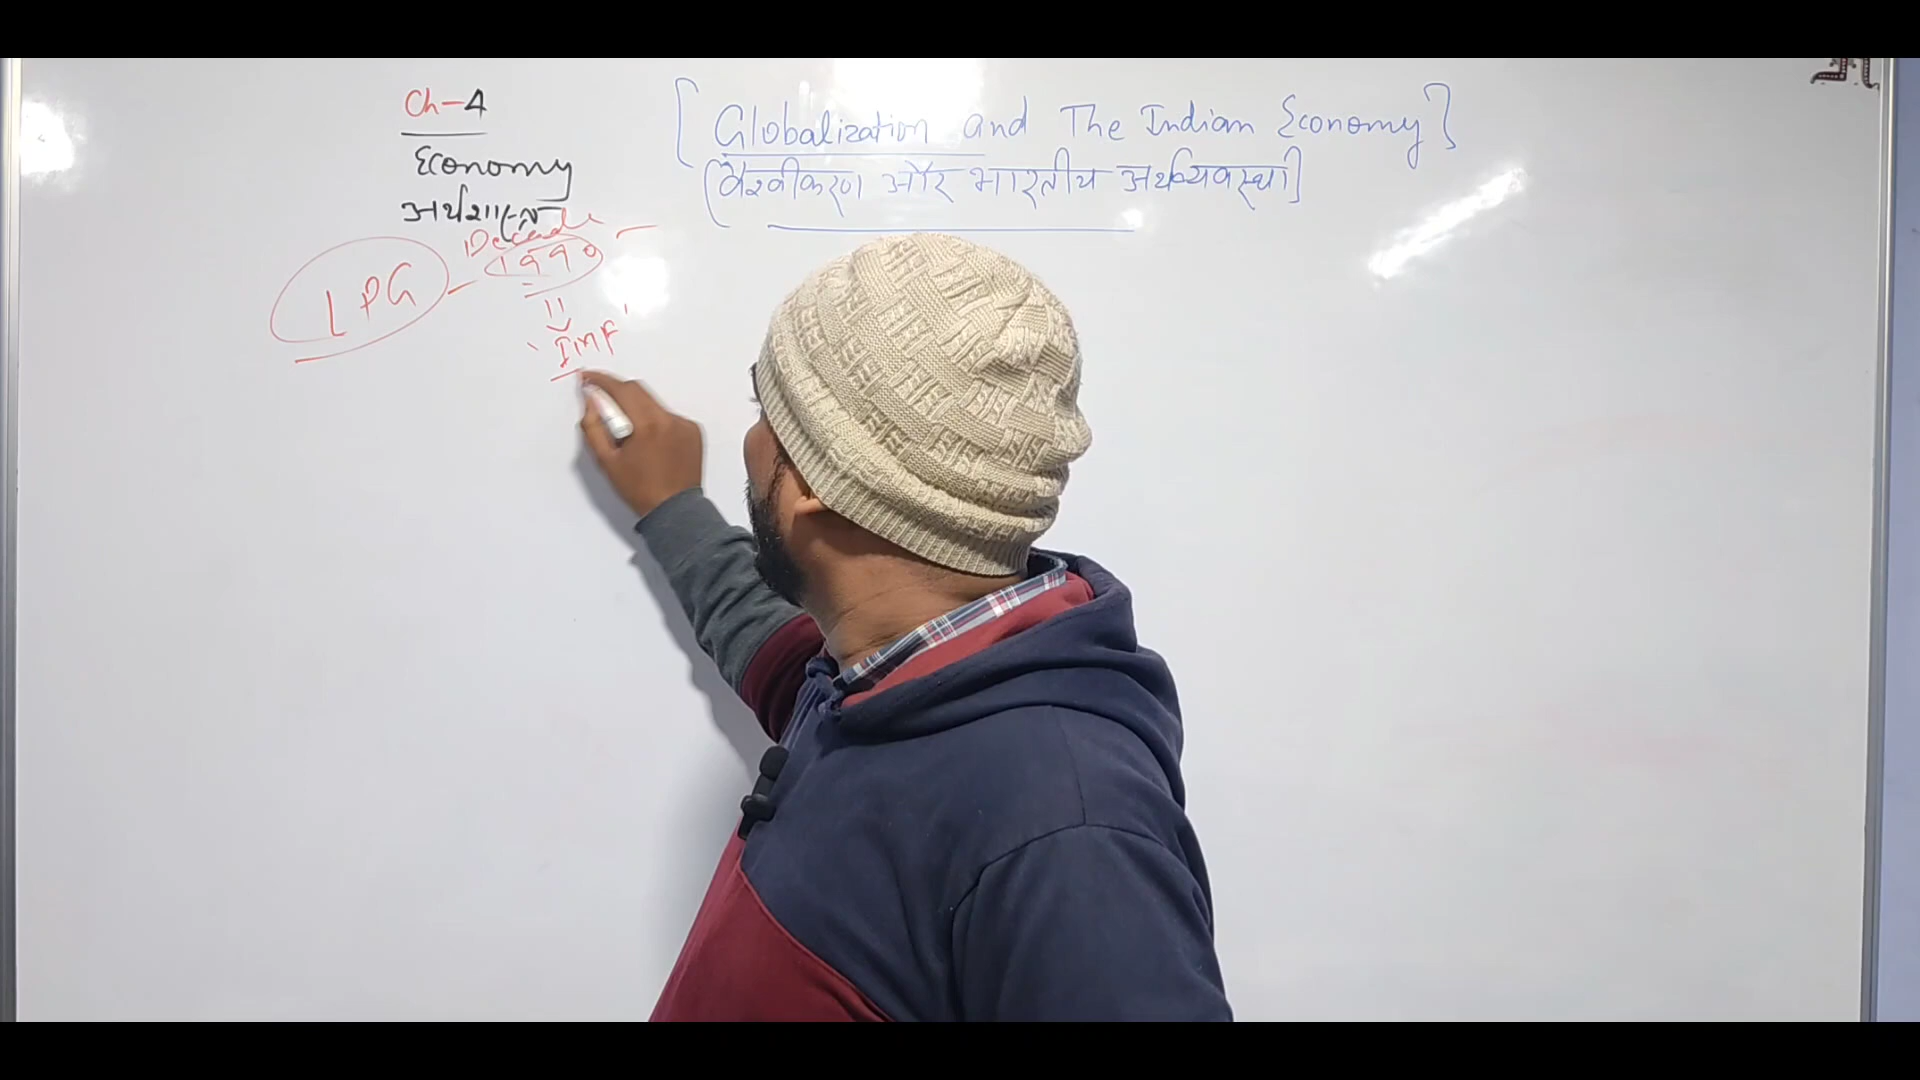 Ch-4
Economy
अर्थशास्त्र
[Globalization and The Indian Economy}
(वैश्वीकरण और भारतीय अर्थव्यवस्था]
Decade
LPG - 1990 -
'IMF'